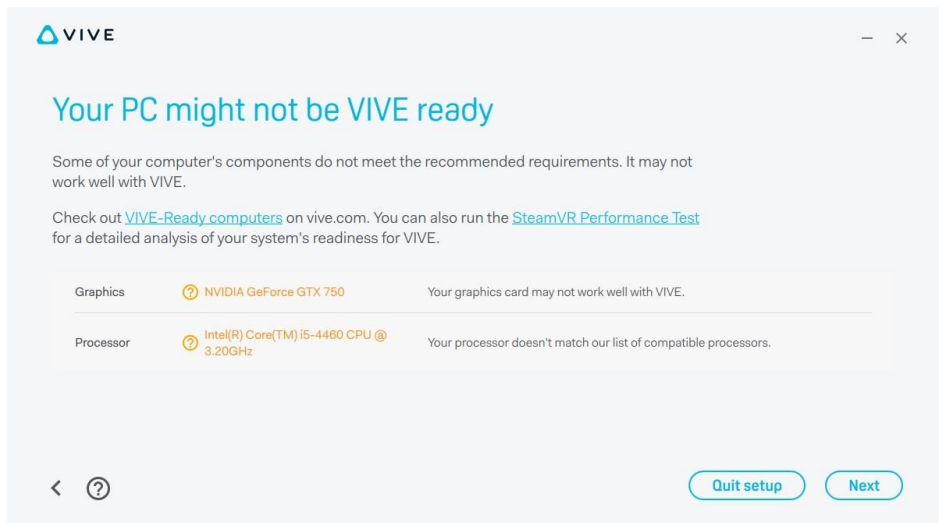 VIVE
Your PC might not be VIVE ready
Some of your computer's components do not meet the recommended requirements. It may not
work well with VIVE.
Check out VIVE-Ready computers on vive.com. You can also run the SteamVR Performance Test
for a detailed analysis of your system's readiness for VIVE.
Graphics ? NVIDIA GeForce GTX 750 Your graphics card may not work well with VIVE.
Processor ? Intel(R) Core(TM) i5-4460 CPU @
3.20GHz
Your processor doesn't match our list of compatible processors.
?
Quit setup Next